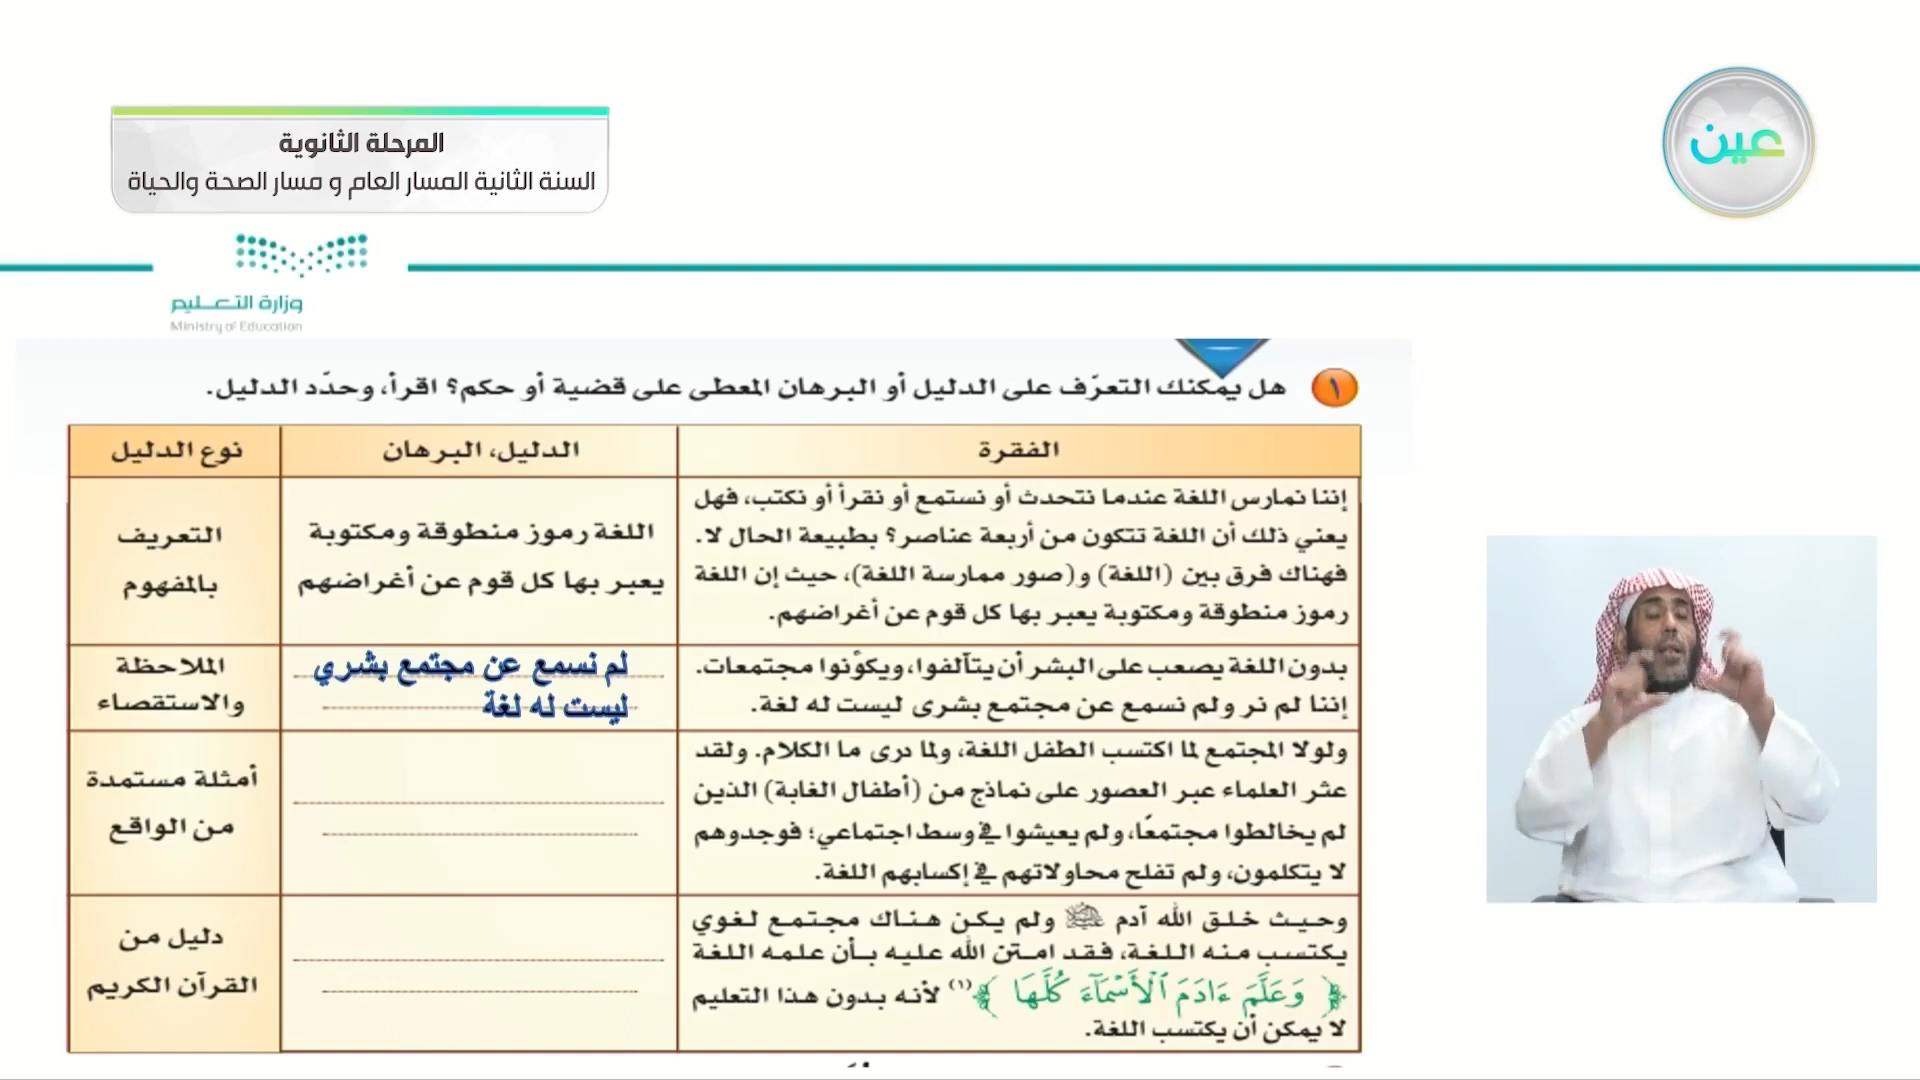 المرحلة الثانوية
السنة الثانية المسار العام و مسار الصحة والحياة
عين
وزارة التعليم
Ministry of Education
١ هل يمكنك التعرّف على الدليل أو البرهان المعطى على قضية أو حكم؟ اقرأ، وحدّد الدليل.
الفقرة
الدليل، البرهان
نوع الدليل
إننا نمارس اللغة عندما نتحدث أو نستمع أو نقرأ أو نكتب، فهل
يعني ذلك أن اللغة تتكون من أربعة عناصر؟ بطبيعة الحال لا.
فهناك فرق بين (اللغة) و(صور ممارسة اللغة)، حيث إن اللغة
رموز منطوقة ومكتوبة يعبر بها كل قوم عن أغراضهم.
اللغة رموز منطوقة ومكتوبة
يعبر بها كل قوم عن أغراضهم
التعريف
بالمفهوم
بدون اللغة يصعب على البشر أن يتآلفوا، ويكوّنوا مجتمعات.
إننا لم نر ولم نسمع عن مجتمع بشرى ليست له لغة.
لم نسمع عن مجتمع بشري
ليست له لغة
الملاحظة
والاستقصاء
ولولا المجتمع لما اكتسب الطفل اللغة، ولما درى ما الكلام. ولقد
عثر العلماء عبر العصور على نماذج من (أطفال الغابة) الذين
لم يخالطوا مجتمعًا، ولم يعيشوا في وسط اجتماعي؛ فوجدوهم
لا يتكلمون، ولم تفلح محاولاتهم في إكسابهم اللغة.
أمثلة مستمدة
من الواقع
وحيث خلق الله آدم ولم يكن هناك مجتمع لغوي
يكتسب منه اللغة، فقد امتن الله عليه بأن علمه اللغة
﴿ وَعَلَّمَ ءَادَمَ ٱلْأَسْمَآءَ كُلَّهَا ﴾(١) لأنه بدون هذا التعليم
لا يمكن أن يكتسب اللغة.
دليل من
القرآن الكريم